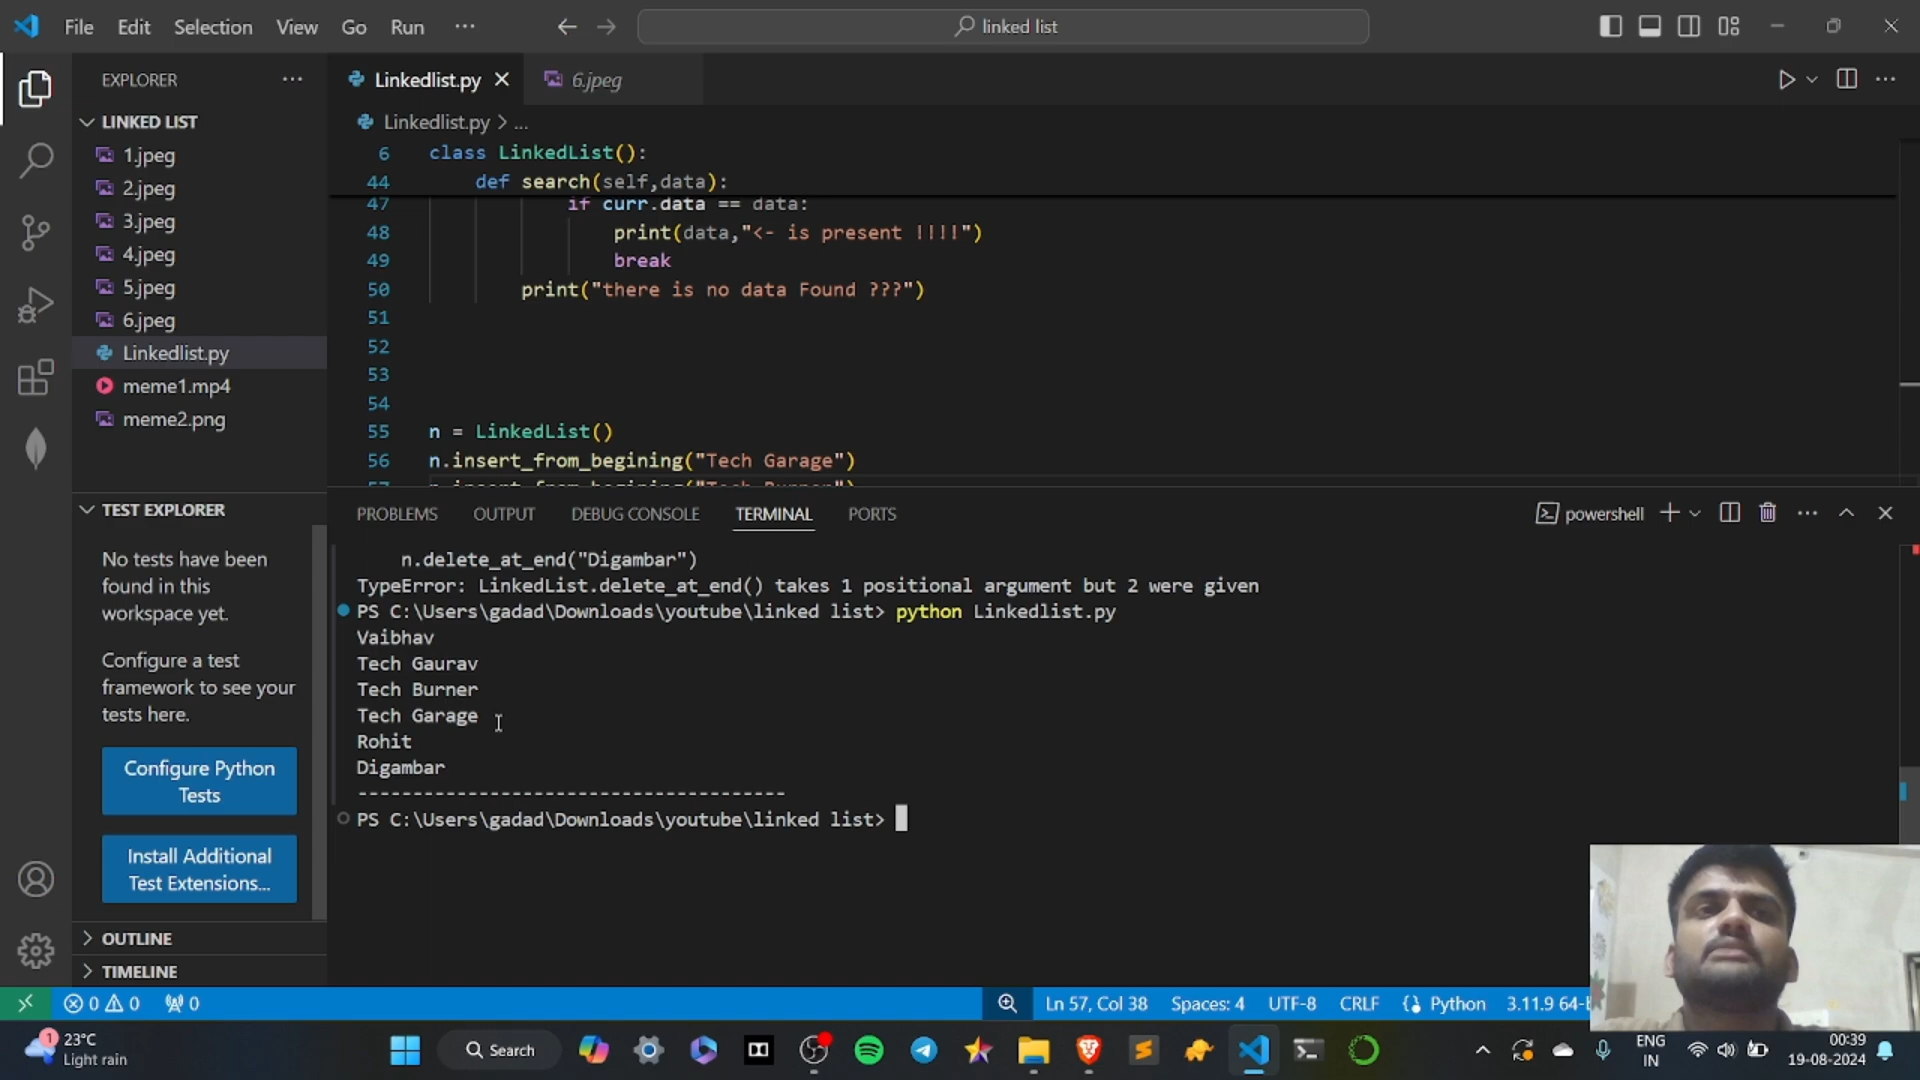 File Edit Selection View Go Run ...
linked list
EXPLORER
LINKED LIST
1.jpeg
2.jpeg
3.jpeg
4.jpeg
5.jpeg
6.jpeg
Linkedlist.py
meme1.mp4
meme2.png
TEST EXPLORER
No tests have been
found in this
workspace yet.
Configure a test
framework to see your
tests here.
Configure Python
Tests
Install Additional
Test Extensions...
OUTLINE
TIMELINE
Linkedlist.py 6.jpeg
Linkedlist.py > ...
6 class LinkedList():
44 def search(self,data):
47 if curr.data == data:
48 print(data,"<- is present !!!!")
49 break
50 print("there is no data Found ???")
51
52
53
54
55 n = LinkedList()
56 n.insert_from_begining("Tech Garage")
57 n.insert_from_begining("Tech Burner")
PROBLEMS OUTPUT DEBUG CONSOLE TERMINAL PORTS
powershell
n.delete_at_end("Digambar")
TypeError: LinkedList.delete_at_end() takes 1 positional argument but 2 were given
PS C:\Users\gadad\Downloads\youtube\linked list> python Linkedlist.py
Vaibhav
Tech Gaurav
Tech Burner
Tech Garage
Rohit
Digambar
---------------------------------------
PS C:\Users\gadad\Downloads\youtube\linked list>
0 0 0 Ln 57, Col 38 Spaces: 4 UTF-8 CRLF {} Python 3.11.9 64-b
1
23°C
Light rain
Search
ENG
IN
00:39
19-08-2024